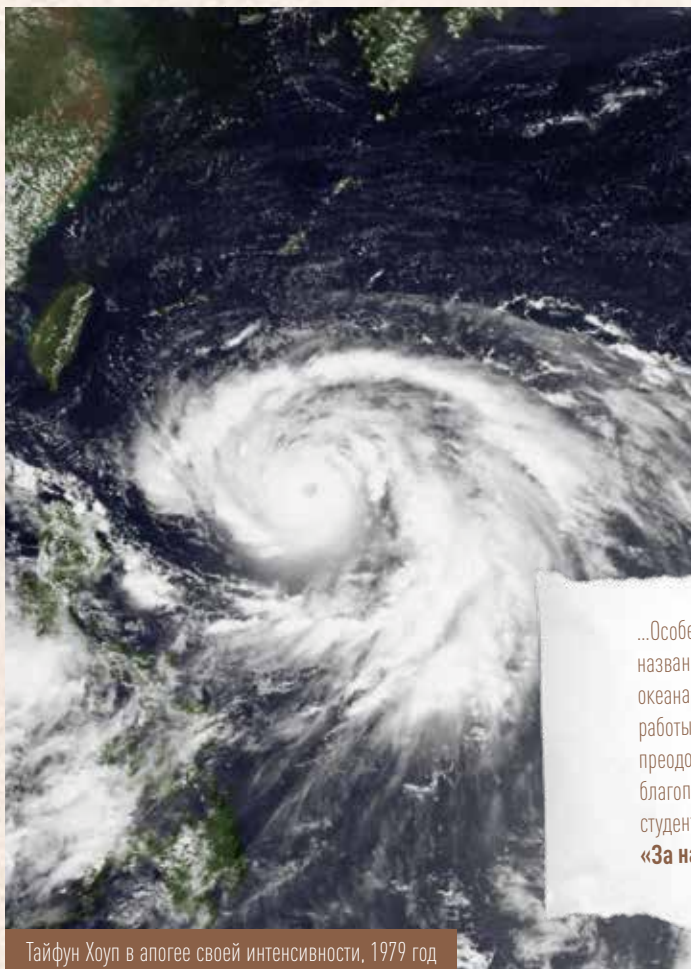 ...Особе
назван
океана
работы
преодо
благоп
студен
«За на
Тайфун Хоуп в апогее своей интенсивности, 1979 год